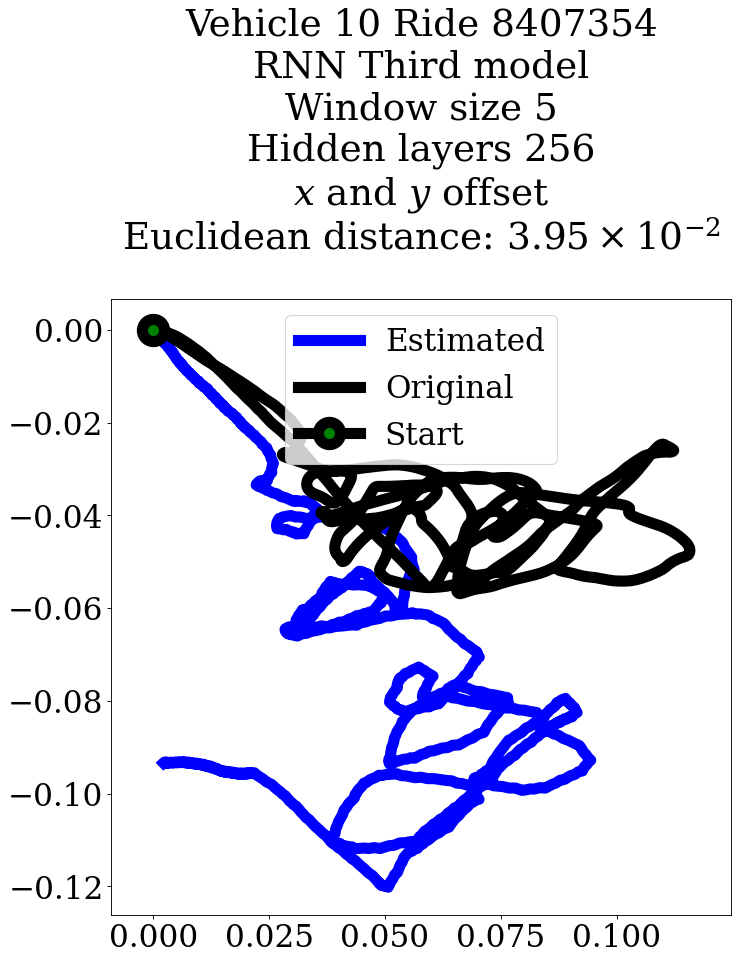 Vehicle 10 Ride 8407354
RNN Third model
Window size 5
Hidden layers 256
x and y offset
Euclidean distance: 3.95 × 10⁻²
Estimated
Original
Start
0.00
−0.02
−0.04
−0.06
−0.08
−0.10
−0.12
0.000 0.025 0.050 0.075 0.100